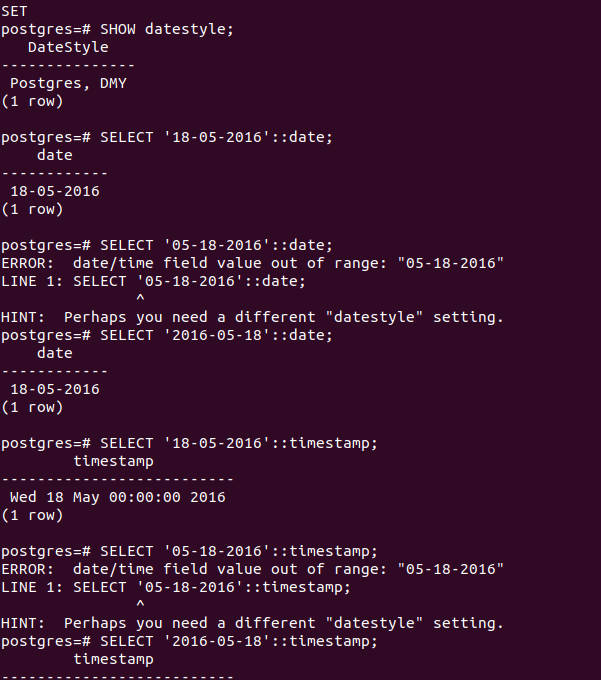 SET
postgres=# SHOW datestyle;
   DateStyle
---------------
 Postgres, DMY
(1 row)

postgres=# SELECT '18-05-2016'::date;
    date
------------
 18-05-2016
(1 row)

postgres=# SELECT '05-18-2016'::date;
ERROR:  date/time field value out of range: "05-18-2016"
LINE 1: SELECT '05-18-2016'::date;
               ^
HINT:  Perhaps you need a different "datestyle" setting.
postgres=# SELECT '2016-05-18'::date;
    date
------------
 18-05-2016
(1 row)

postgres=# SELECT '18-05-2016'::timestamp;
        timestamp
--------------------------
 Wed 18 May 00:00:00 2016
(1 row)

postgres=# SELECT '05-18-2016'::timestamp;
ERROR:  date/time field value out of range: "05-18-2016"
LINE 1: SELECT '05-18-2016'::timestamp;
               ^
HINT:  Perhaps you need a different "datestyle" setting.
postgres=# SELECT '2016-05-18'::timestamp;
        timestamp
--------------------------